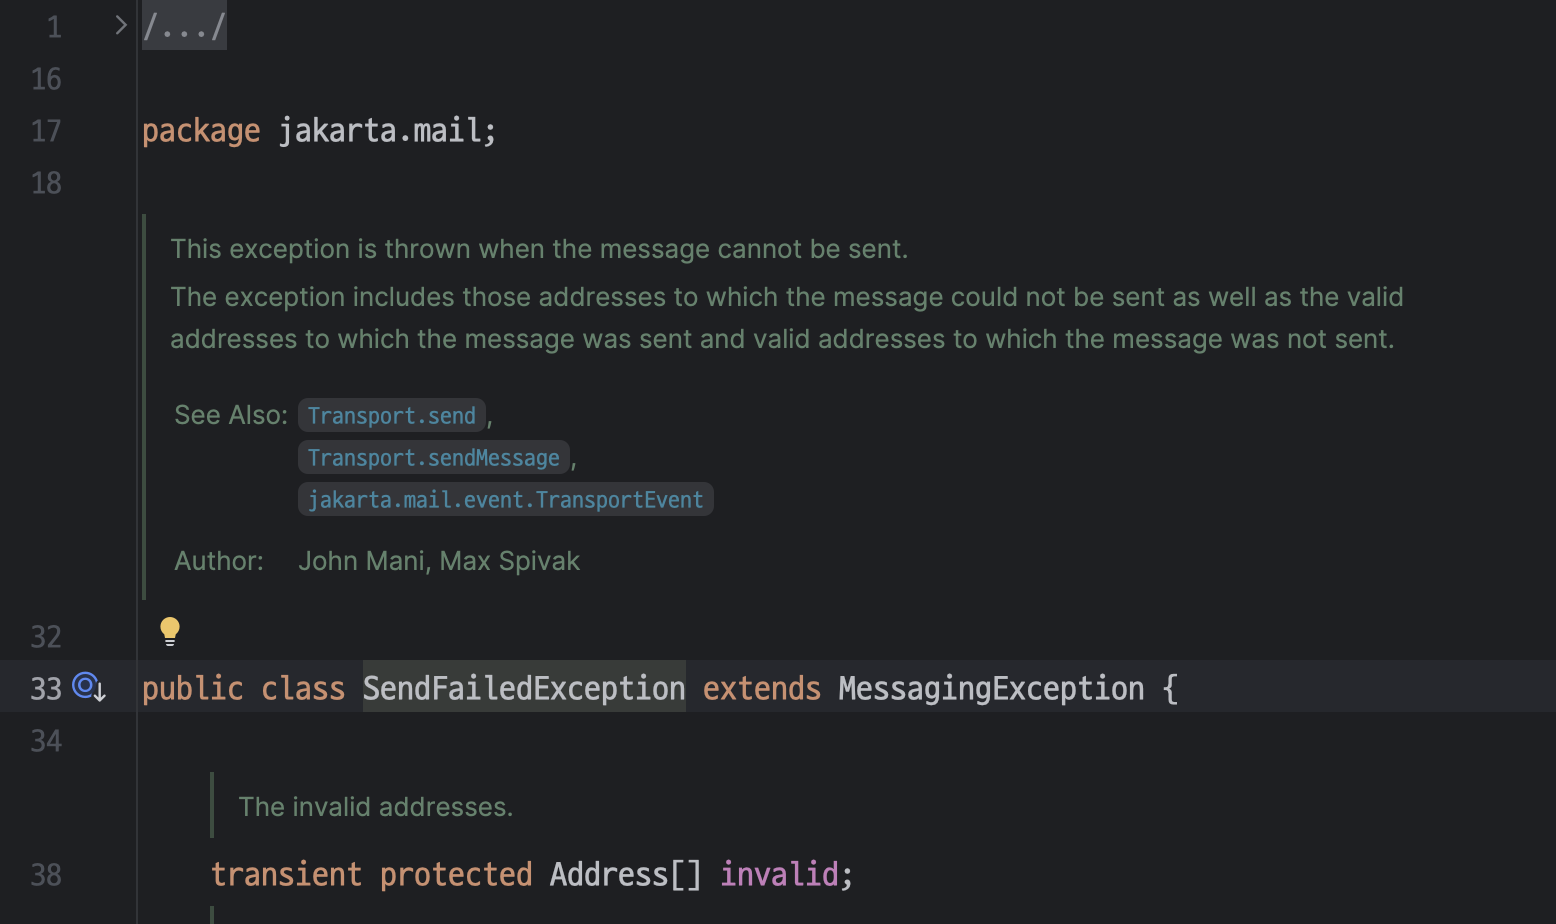 1 /.../
16
17 package jakarta.mail;
18
This exception is thrown when the message cannot be sent.
The exception includes those addresses to which the message could not be sent as well as the valid
addresses to which the message was sent and valid addresses to which the message was not sent.
See Also: Transport.send,
Transport.sendMessage,
jakarta.mail.event.TransportEvent
Author: John Mani, Max Spivak
32
33 public class SendFailedException extends MessagingException {
34
The invalid addresses.
38 transient protected Address[] invalid;